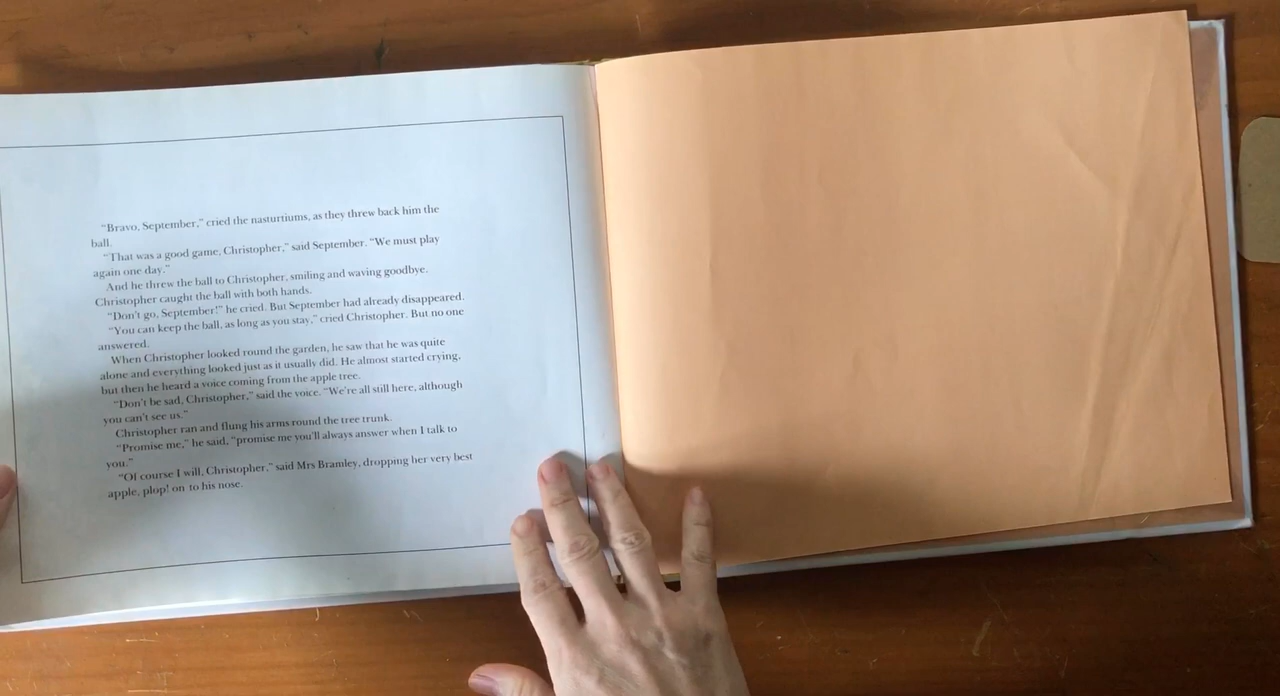 “Bravo, September,” cried the nasturtiums, as they threw back him the
ball.
“That was a good game, Christopher,” said September. “We must play
again one day.”
And he threw the ball to Christopher, smiling and waving goodbye.
Christopher caught the ball with both hands.
“Don't go, September!” he cried. But September had already disappeared.
“You can keep the ball, as long as you stay,” cried Christopher. But no one
answered.
When Christopher looked round the garden, he saw that he was quite
alone and everything looked just as it usually did. He almost started crying,
but then he heard a voice coming from the apple tree.
“Don't be sad, Christopher,” said the voice. “We're all still here, although
you can't see us.”
Christopher ran and flung his arms round the tree trunk.
“Promise me,” he said, “promise me you'll always answer when I talk to
you.”
“Of course I will, Christopher,” said Mrs Bramley, dropping her very best
apple, plop! on to his nose.